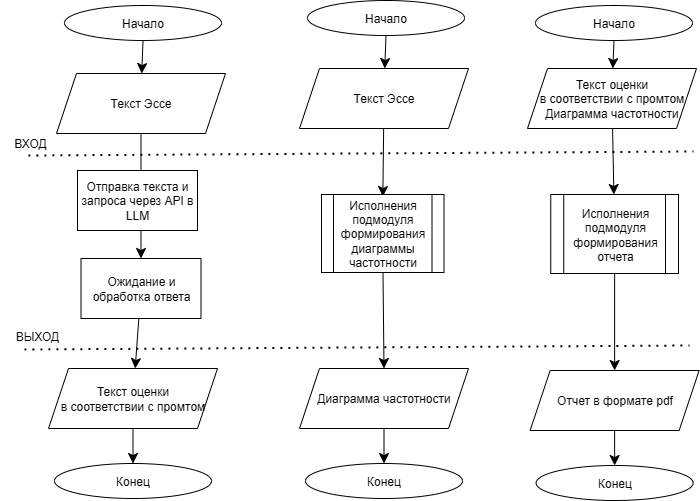 Начало
Текст Эссе
ВХОД
Отправка текста и
запроса через API в
LLM
Ожидание и
обработка ответа
ВЫХОД
Текст оценки
в соответствии с промтом
Конец
Начало
Текст Эссе
Исполнения
подмодуля
формирования
диаграммы
частотности
Диаграмма частотности
Конец
Начало
Текст оценки
в соответствии с промтом
Диаграмма частотности
Исполнения
подмодуля
формирования
отчета
Отчет в формате pdf
Конец